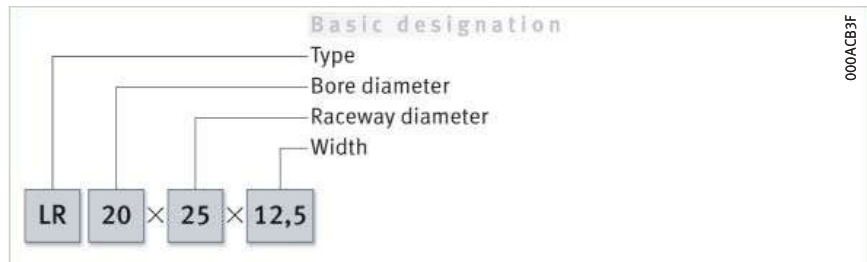 Basic designation
Type
Bore diameter
Raceway diameter
Width
LR 20 × 25 × 12,5
000ACB3F